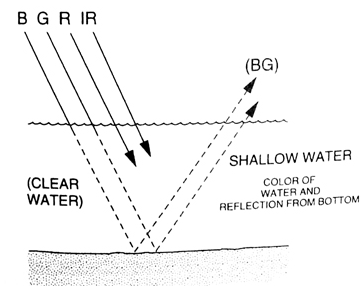 B G R IR
(BG)
(CLEAR
WATER)
SHALLOW WATER
COLOR OF
WATER AND
REFLECTION FROM BOTTOM